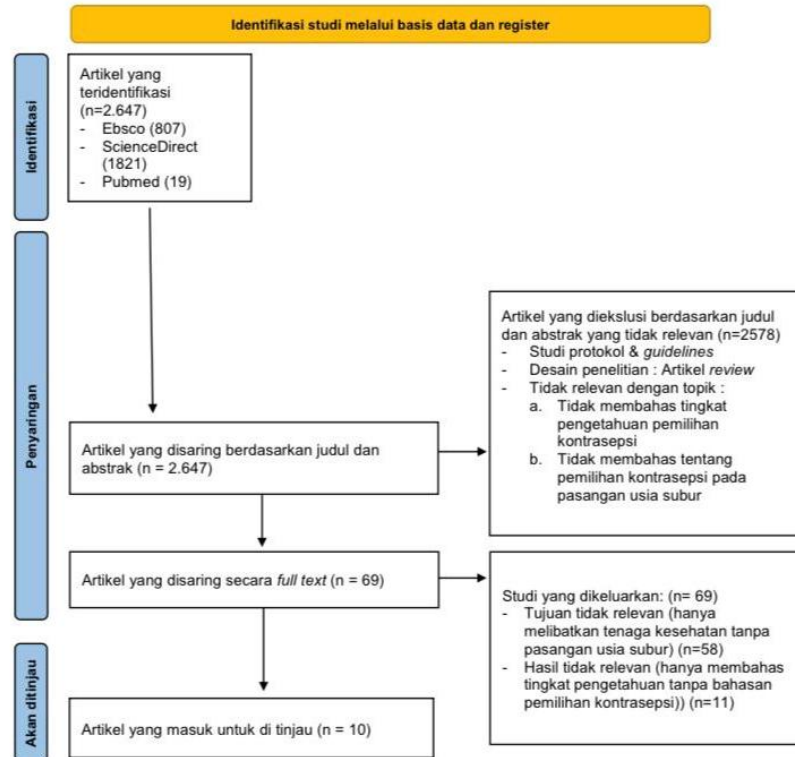 Identifikasi studi melalui basis data dan register
Identifikasi
Artikel yang
teridentifikasi
(n=2.647)
- Ebsco (807)
- ScienceDirect
(1821)
- Pubmed (19)
Penyaringan
Artikel yang disaring berdasarkan judul dan
abstrak (n = 2.647)
Artikel yang diekslusi berdasarkan judul
dan abstrak yang tidak relevan (n=2578)
- Studi protokol & guidelines
- Desain penelitian : Artikel review
- Tidak relevan dengan topik :
a. Tidak membahas tingkat
pengetahuan pemilihan
kontrasepsi
b. Tidak membahas tentang
pemilihan kontrasepsi pada
pasangan usia subur
Artikel yang disaring secara full text (n = 69)
Studi yang dikeluarkan: (n= 69)
- Tujuan tidak relevan (hanya
melibatkan tenaga kesehatan tanpa
pasangan usia subur) (n=58)
- Hasil tidak relevan (hanya membahas
tingkat pengetahuan tanpa bahasan
pemilihan kontrasepsi)) (n=11)
Akan ditinjau
Artikel yang masuk untuk di tinjau (n = 10)